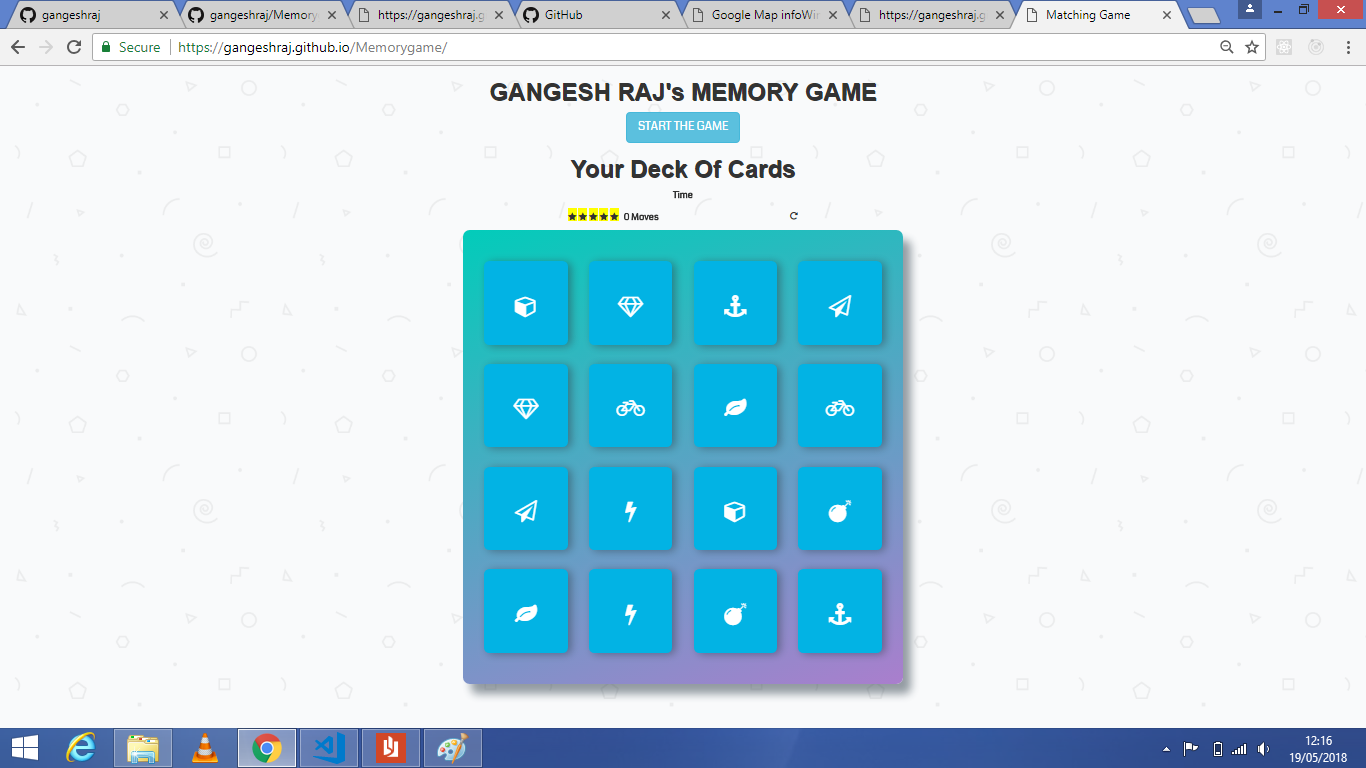 gangeshraj
gangeshraj/Memory
https://gangeshraj.g
GitHub
Google Map infoWin
https://gangeshraj.g
Matching Game
Secure
https://gangeshraj.github.io/Memorygame/
GANGESH RAJ's MEMORY GAME
START THE GAME
Your Deck Of Cards
Time
0 Moves
12:16
19/05/2018